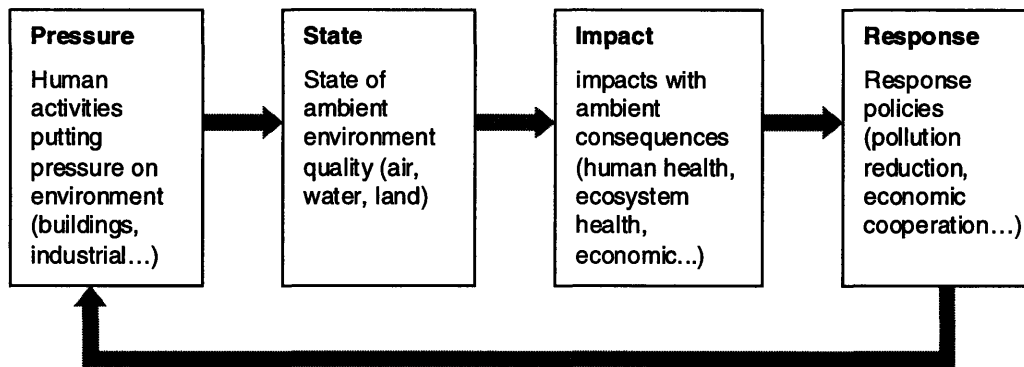 Pressure
Human
activities
putting
pressure on
environment
(buildings,
industrial...)
State
State of
ambient
environment
quality (air,
water, land)
Impact
impacts with
ambient
consequences
(human health,
ecosystem
health,
economic...)
Response
Response
policies
(pollution
reduction,
economic
cooperation...)